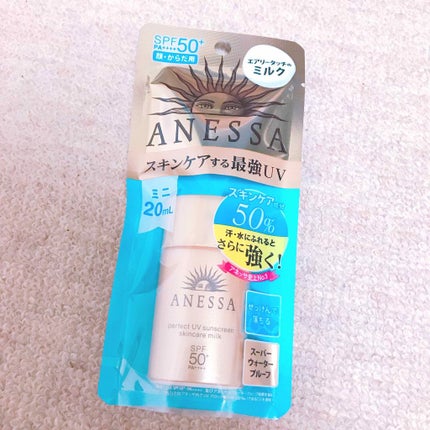 SPF50+
PA++++
顔・からだ用
エアリータッチの
ミルク
ANESSA
スキンケアする最強UV
ミニ
20mL
スキンケア
50%
汗・水にふれると
さらに強く!
アネッサ史上No.1
せっけんで
落ちる
ANESSA
perfect UV sunscreen
skincare milk
SPF
50+
PA++++
スーパー
ウォーター
プルーフ